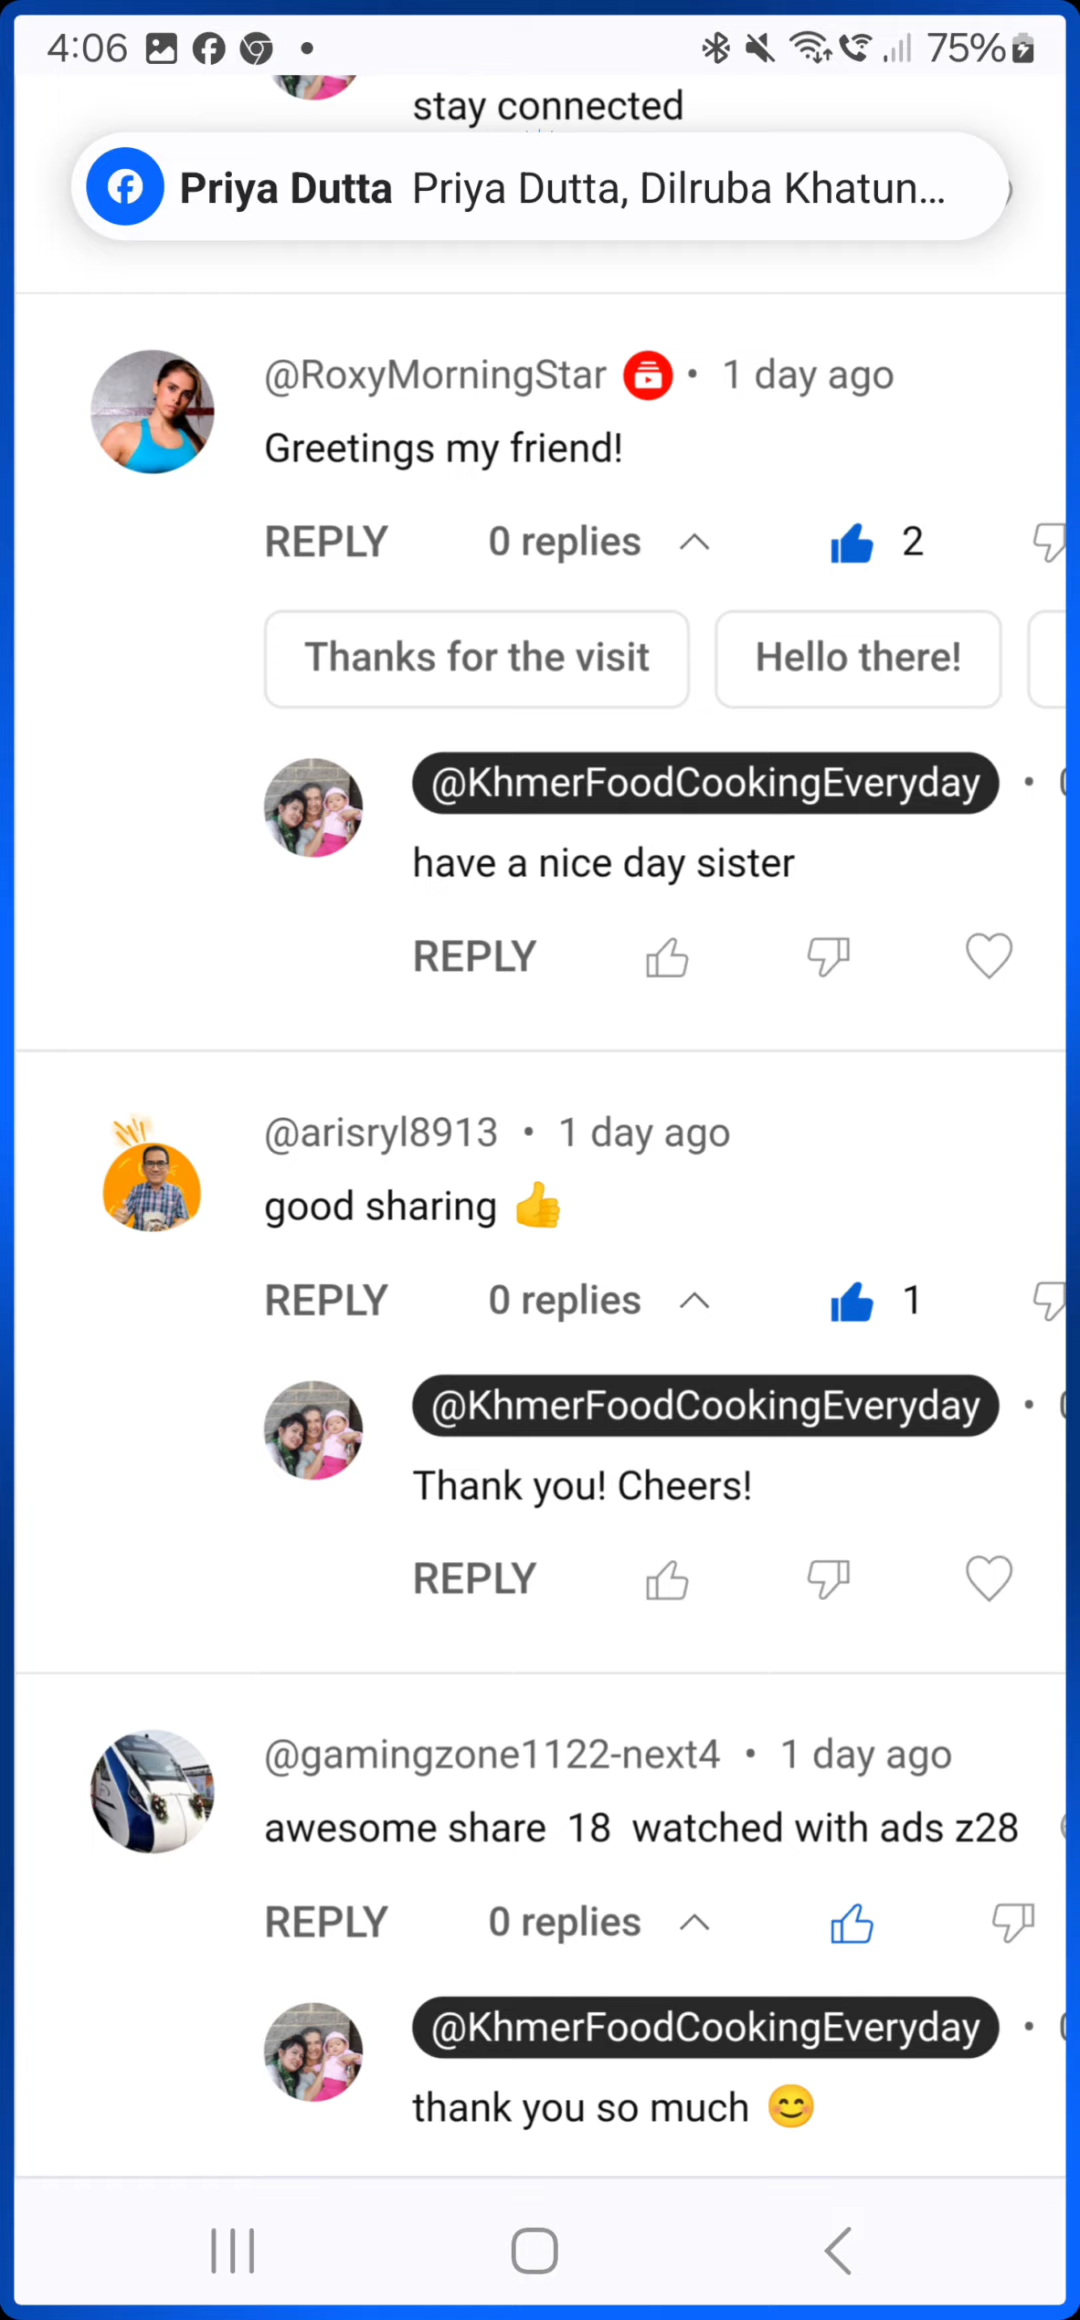 4:06
75%
stay connected
Priya Dutta Priya Dutta, Dilruba Khatun...
@RoxyMorningStar • 1 day ago
Greetings my friend!
REPLY 0 replies 2
Thanks for the visit Hello there!
@KhmerFoodCookingEveryday •
have a nice day sister
REPLY
@arisryl8913 • 1 day ago
good sharing 👍
REPLY 0 replies 1
@KhmerFoodCookingEveryday •
Thank you! Cheers!
REPLY
@gamingzone1122-next4 • 1 day ago
awesome share 18 watched with ads z28
REPLY 0 replies
@KhmerFoodCookingEveryday •
thank you so much 😊